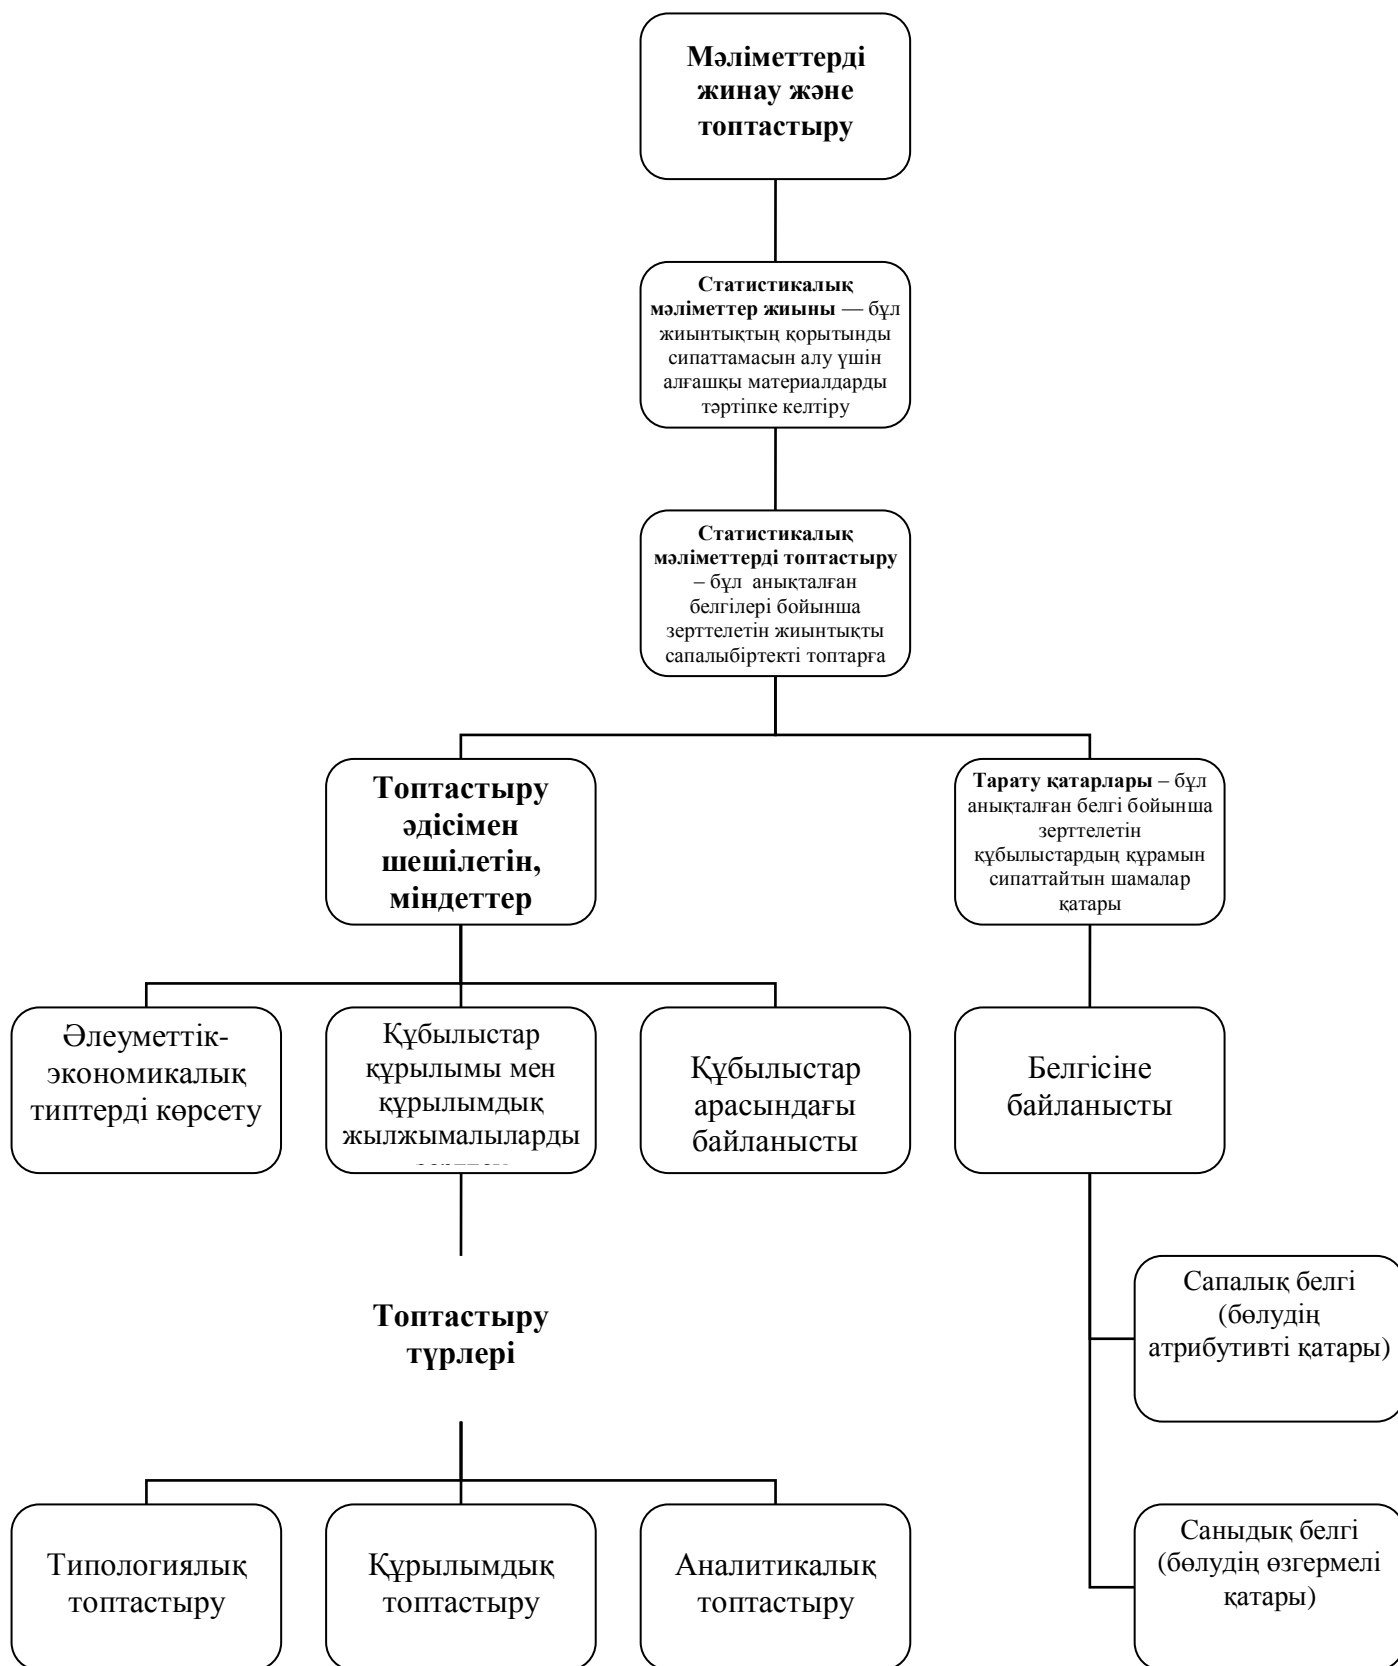 Мәліметтерді
жинау және
топтастыру
Статистикалық
мәліметтер жиыны — бұл
жиынтықтың қорытынды
сипаттамасын алу үшін
алғашқы материалдарды
тәртіпке келтіру
Статистикалық
мәліметтерді топтастыру
– бұл  анықталған
белгілері бойынша
зерттелетін жиынтықты
сапалыбіртекті топтарға
Топтастыру
әдісімен
шешілетін,
міндеттер
Тарату қатарлары – бұл
анықталған белгі бойынша
зерттелетін
құбылыстардың құрамын
сипаттайтын шамалар
қатары
Әлеуметтік-
экономикалық
типтерді көрсету
Құбылыстар
құрылымы мен
құрылымдық
жылжымалыларды
Құбылыстар
арасындағы
байланысты
Белгісіне
байланысты
Топтастыру
түрлері
Сапалық белгі
(бөлудің
атрибутивті қатары)
Саныдық белгі
(бөлудің өзгермелі
қатары)
Типологиялық
топтастыру
Құрылымдық
топтастыру
Аналитикалық
топтастыру